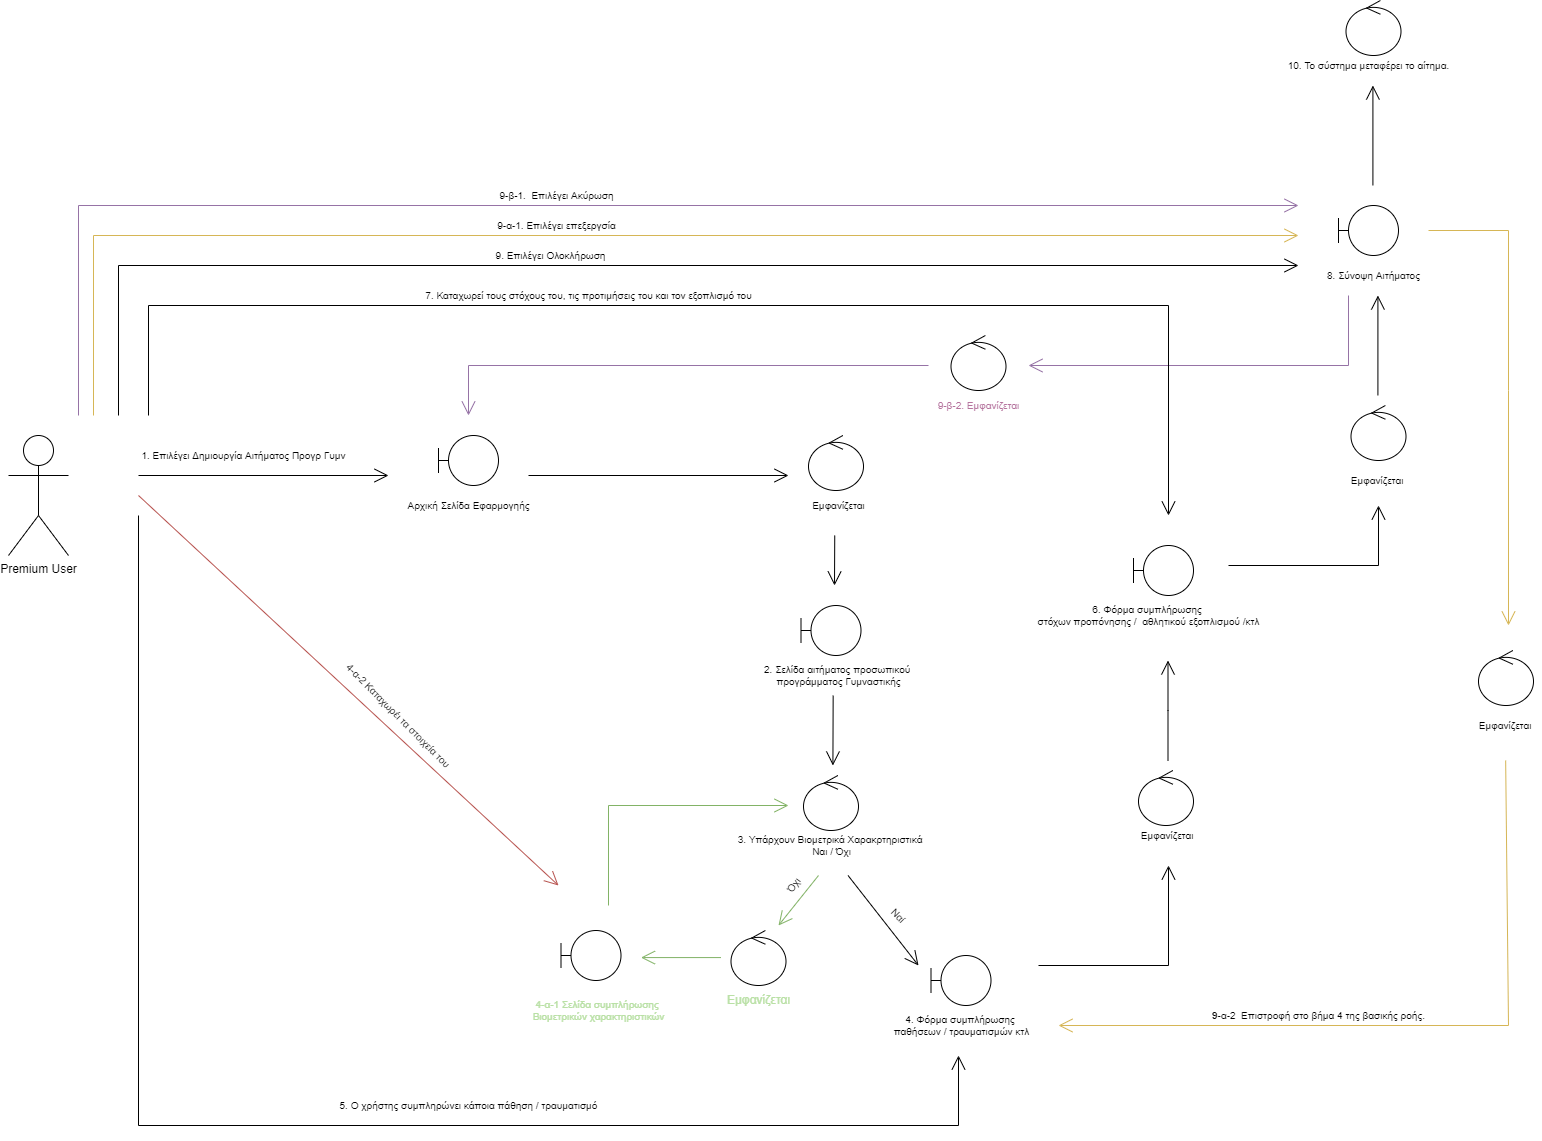 10. Το σύστημα μεταφέρει το αίτημα.
9-β-1. Επιλέγει Ακύρωση
9-α-1. Επιλέγει επεξεργσία
9. Επιλέγει Ολοκλήρωση
8. Σύνοψη Αιτήματος
7. Καταχωρεί τους στόχους του, τις προτιμήσεις του και τον εξοπλισμό του
9-β-2. Εμφανίζεται
1. Επιλέγει Δημιουργία Αιτήματος Προγρ Γυμν
Εμφανίζεται
Αρχική Σελίδα Εφαρμογής
Εμφανίζεται
Premium User
6. Φόρμα συμπλήρωσης
στόχων προπόνησης / αθλητικού εξοπλισμού /κτλ
2. Σελίδα αιτήματος προσωπικού
προγράμματος Γυμναστικής
4-α-2 Καταχωρέι τα στοιχεία του
Εμφανίζεται
Εμφανίζεται
3. Υπάρχουν Βιομετρικά Χαρακρτηριστικά
Ναι / Όχι
Όχι
Ναί
Εμφανίζεται
4-α-1 Σελίδα συμπλήρωσης
Βιομετρικών χαρακτηριστικών
4. Φόρμα συμπλήρωσης
παθήσεων / τραυματισμών κτλ
9-α-2 Επιστροφή στο βήμα 4 της βασικής ροής.
5. Ο χρήστης συμπληρώνει κάποια πάθηση / τραυματισμό